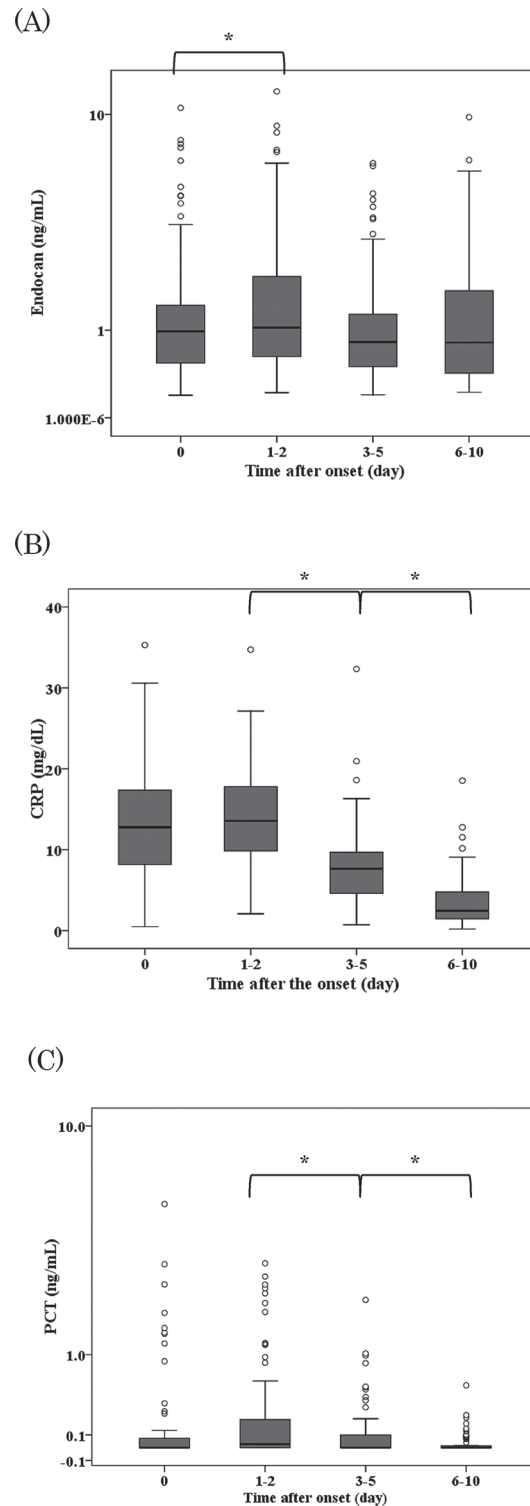 (A)
*
10
1
1.000E-6
Endocan (ng/mL)
0 1-2 3-5 6-10
Time after onset (day)
(B)
* *
40
30
20
10
0
CRP (mg/dL)
0 1-2 3-5 6-10
Time after the onset (day)
(C)
* *
10.0
1.0
0.1
-0.1
PCT (ng/mL)
0 1-2 3-5 6-10
Time after onset (day)